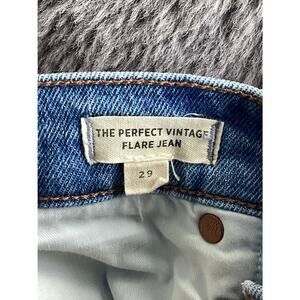 THE PERFECT VINTAGE
FLARE JEAN
29